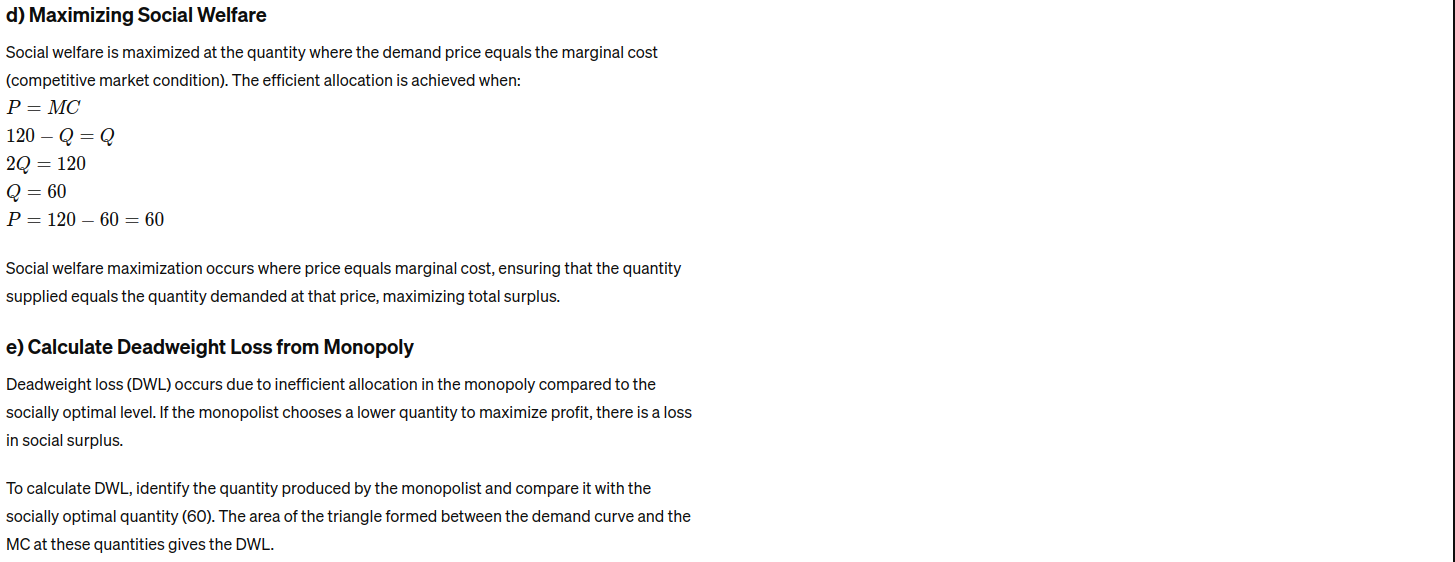 d) Maximizing Social Welfare
Social welfare is maximized at the quantity where the demand price equals the marginal cost
(competitive market condition). The efficient allocation is achieved when:
P = MC
120 − Q = Q
2Q = 120
Q = 60
P = 120 − 60 = 60
Social welfare maximization occurs where price equals marginal cost, ensuring that the quantity
supplied equals the quantity demanded at that price, maximizing total surplus.
e) Calculate Deadweight Loss from Monopoly
Deadweight loss (DWL) occurs due to inefficient allocation in the monopoly compared to the
socially optimal level. If the monopolist chooses a lower quantity to maximize profit, there is a loss
in social surplus.
To calculate DWL, identify the quantity produced by the monopolist and compare it with the
socially optimal quantity (60). The area of the triangle formed between the demand curve and the
MC at these quantities gives the DWL.